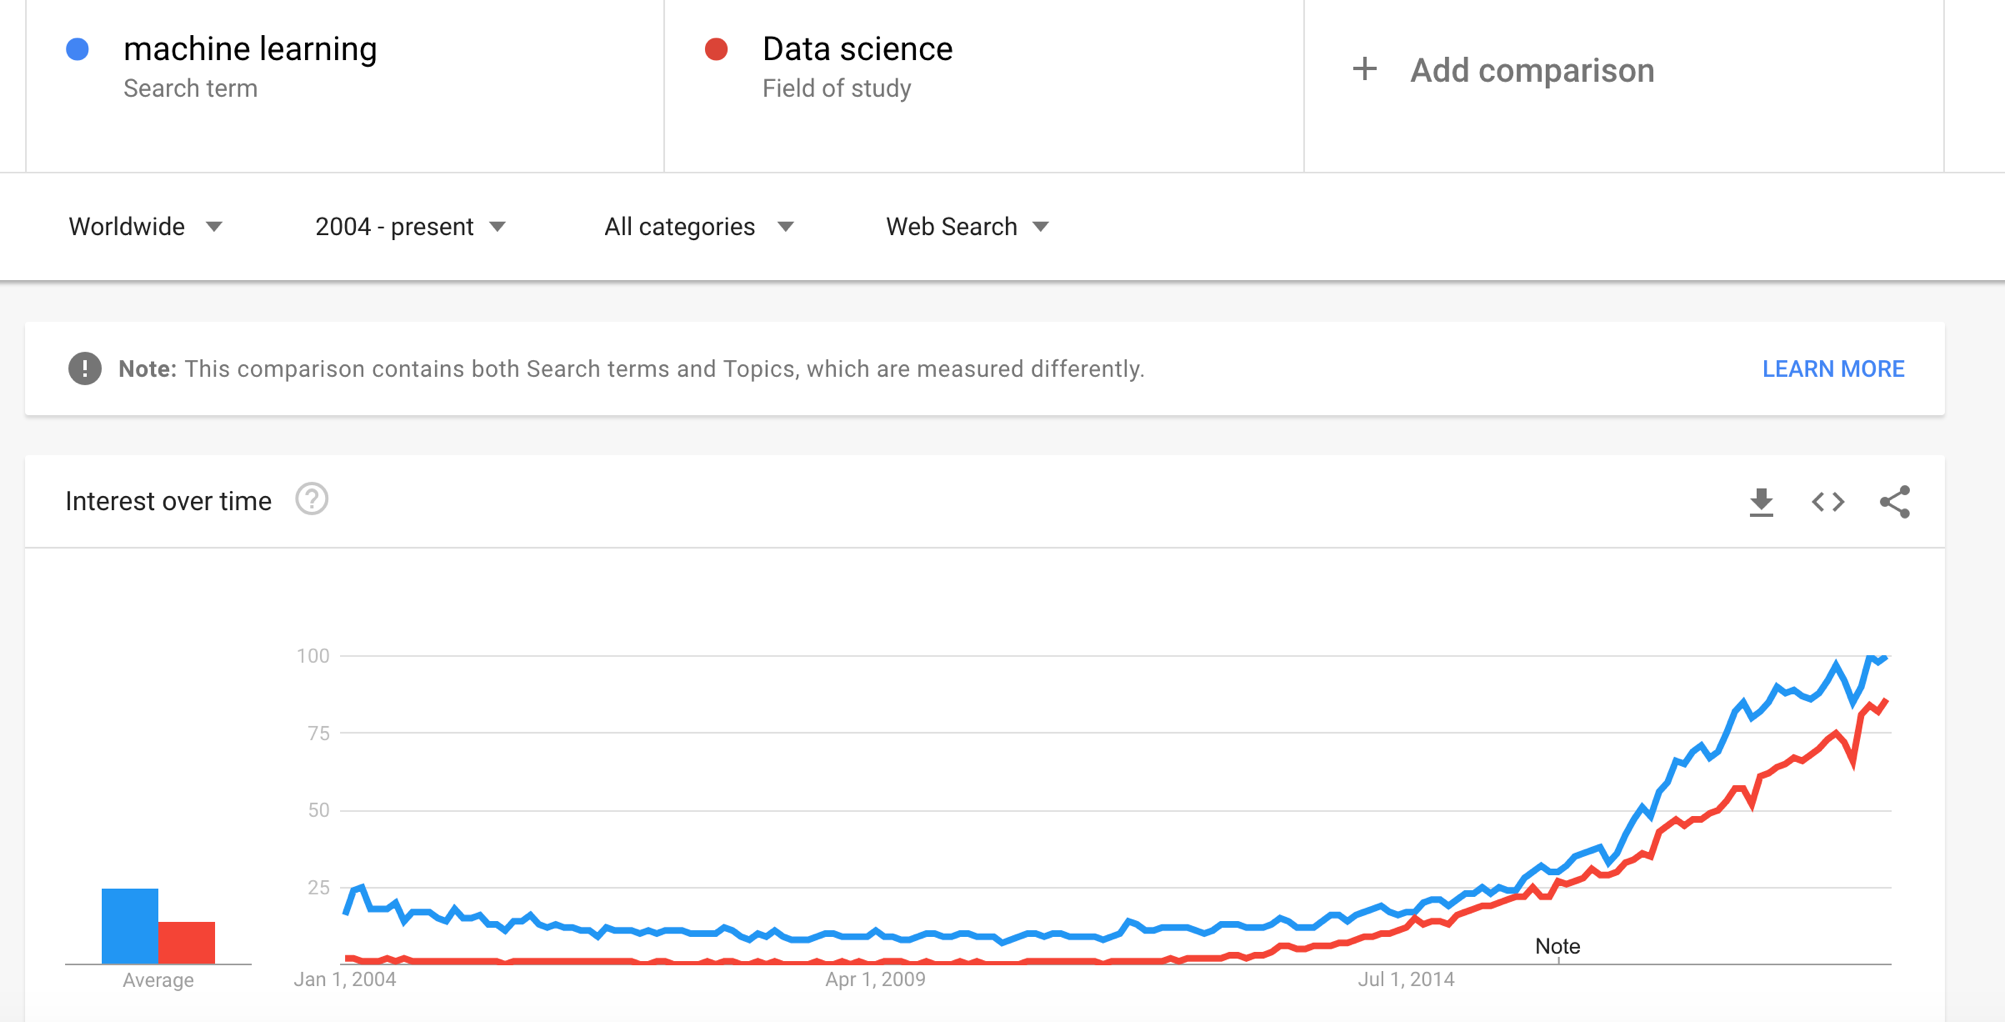 machine learning
Search term
Data science
Field of study
+ Add comparison
Worldwide
2004 - present
All categories
Web Search
Note: This comparison contains both Search terms and Topics, which are measured differently.
LEARN MORE
Interest over time
100
75
50
25
Note
Average
Jan 1, 2004
Apr 1, 2009
Jul 1, 2014